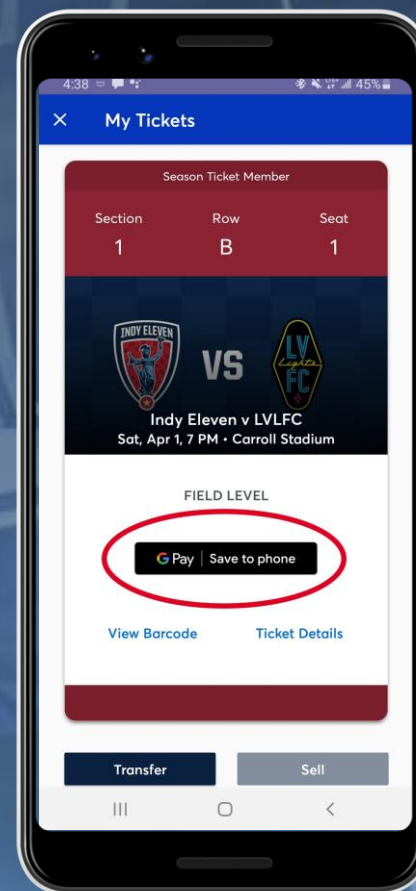 4:38
45%
× My Tickets
Season Ticket Member
Section Row Seat
1 B 1
INDY ELEVEN
VS
LV
Lights
FC
Indy Eleven v LVLFC
Sat, Apr 1, 7 PM • Carroll Stadium
FIELD LEVEL
G Pay | Save to phone
View Barcode Ticket Details
Transfer Sell